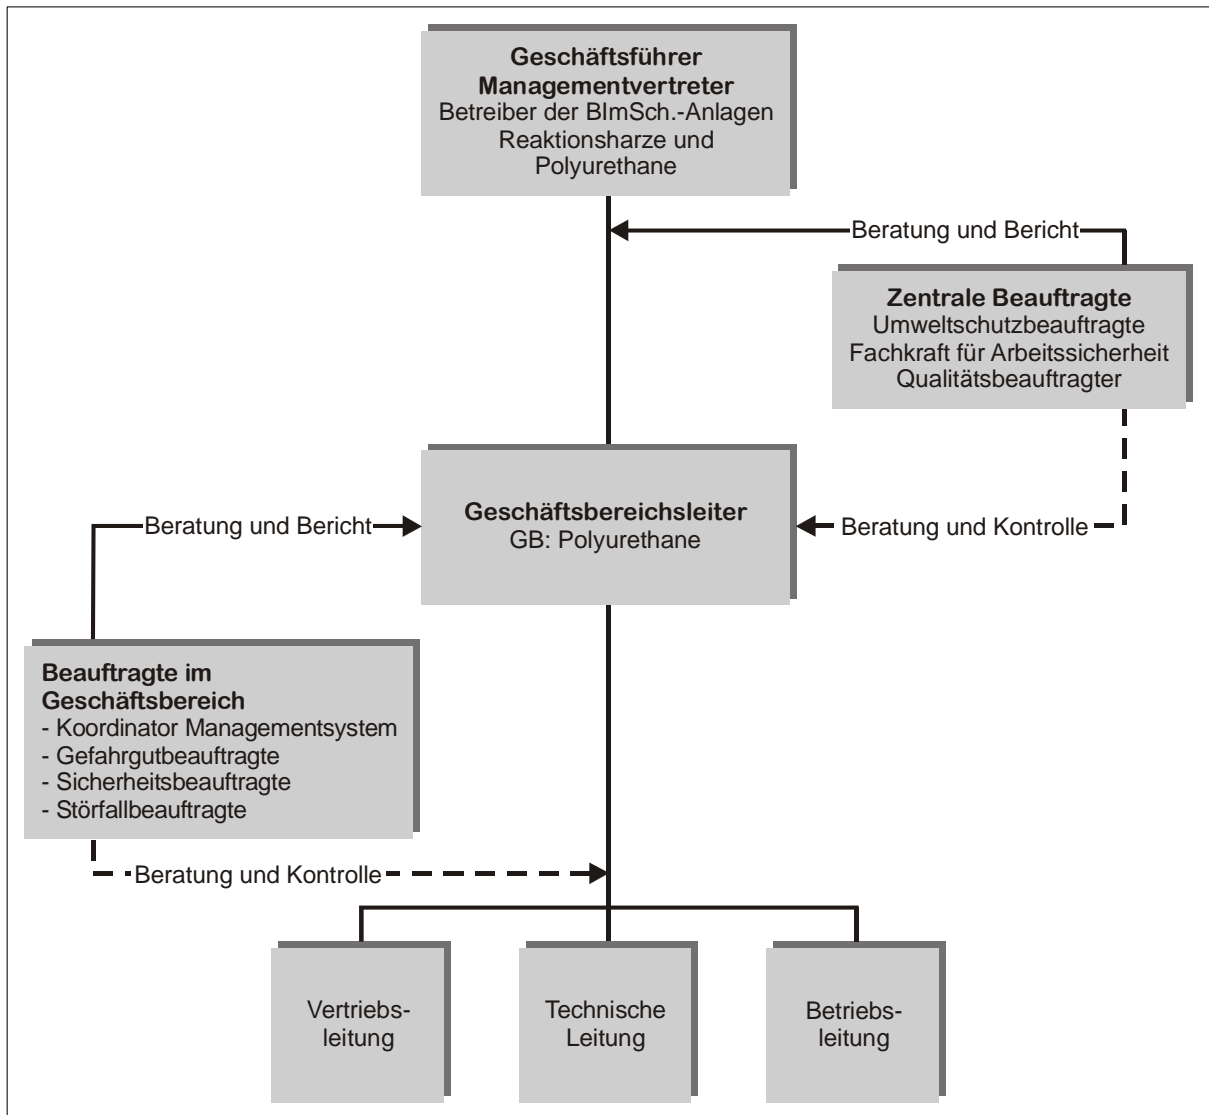 Geschäftsführer
Managementvertreter
Betreiber der BImSch.-Anlagen
Reaktionsharze und
Polyurethane
Beratung und Bericht
Zentrale Beauftragte
Umweltschutzbeauftragte
Fachkraft für Arbeitssicherheit
Qualitätsbeauftragter
Geschäftsbereichsleiter
GB: Polyurethane
Beratung und Bericht
Beratung und Kontrolle
Beauftragte im
Geschäftsbereich
- Koordinator Managementsystem
- Gefahrgutbeauftragte
- Sicherheitsbeauftragte
- Störfallbeauftragte
Beratung und Kontrolle
Vertriebs-
leitung
Technische
Leitung
Betriebs-
leitung